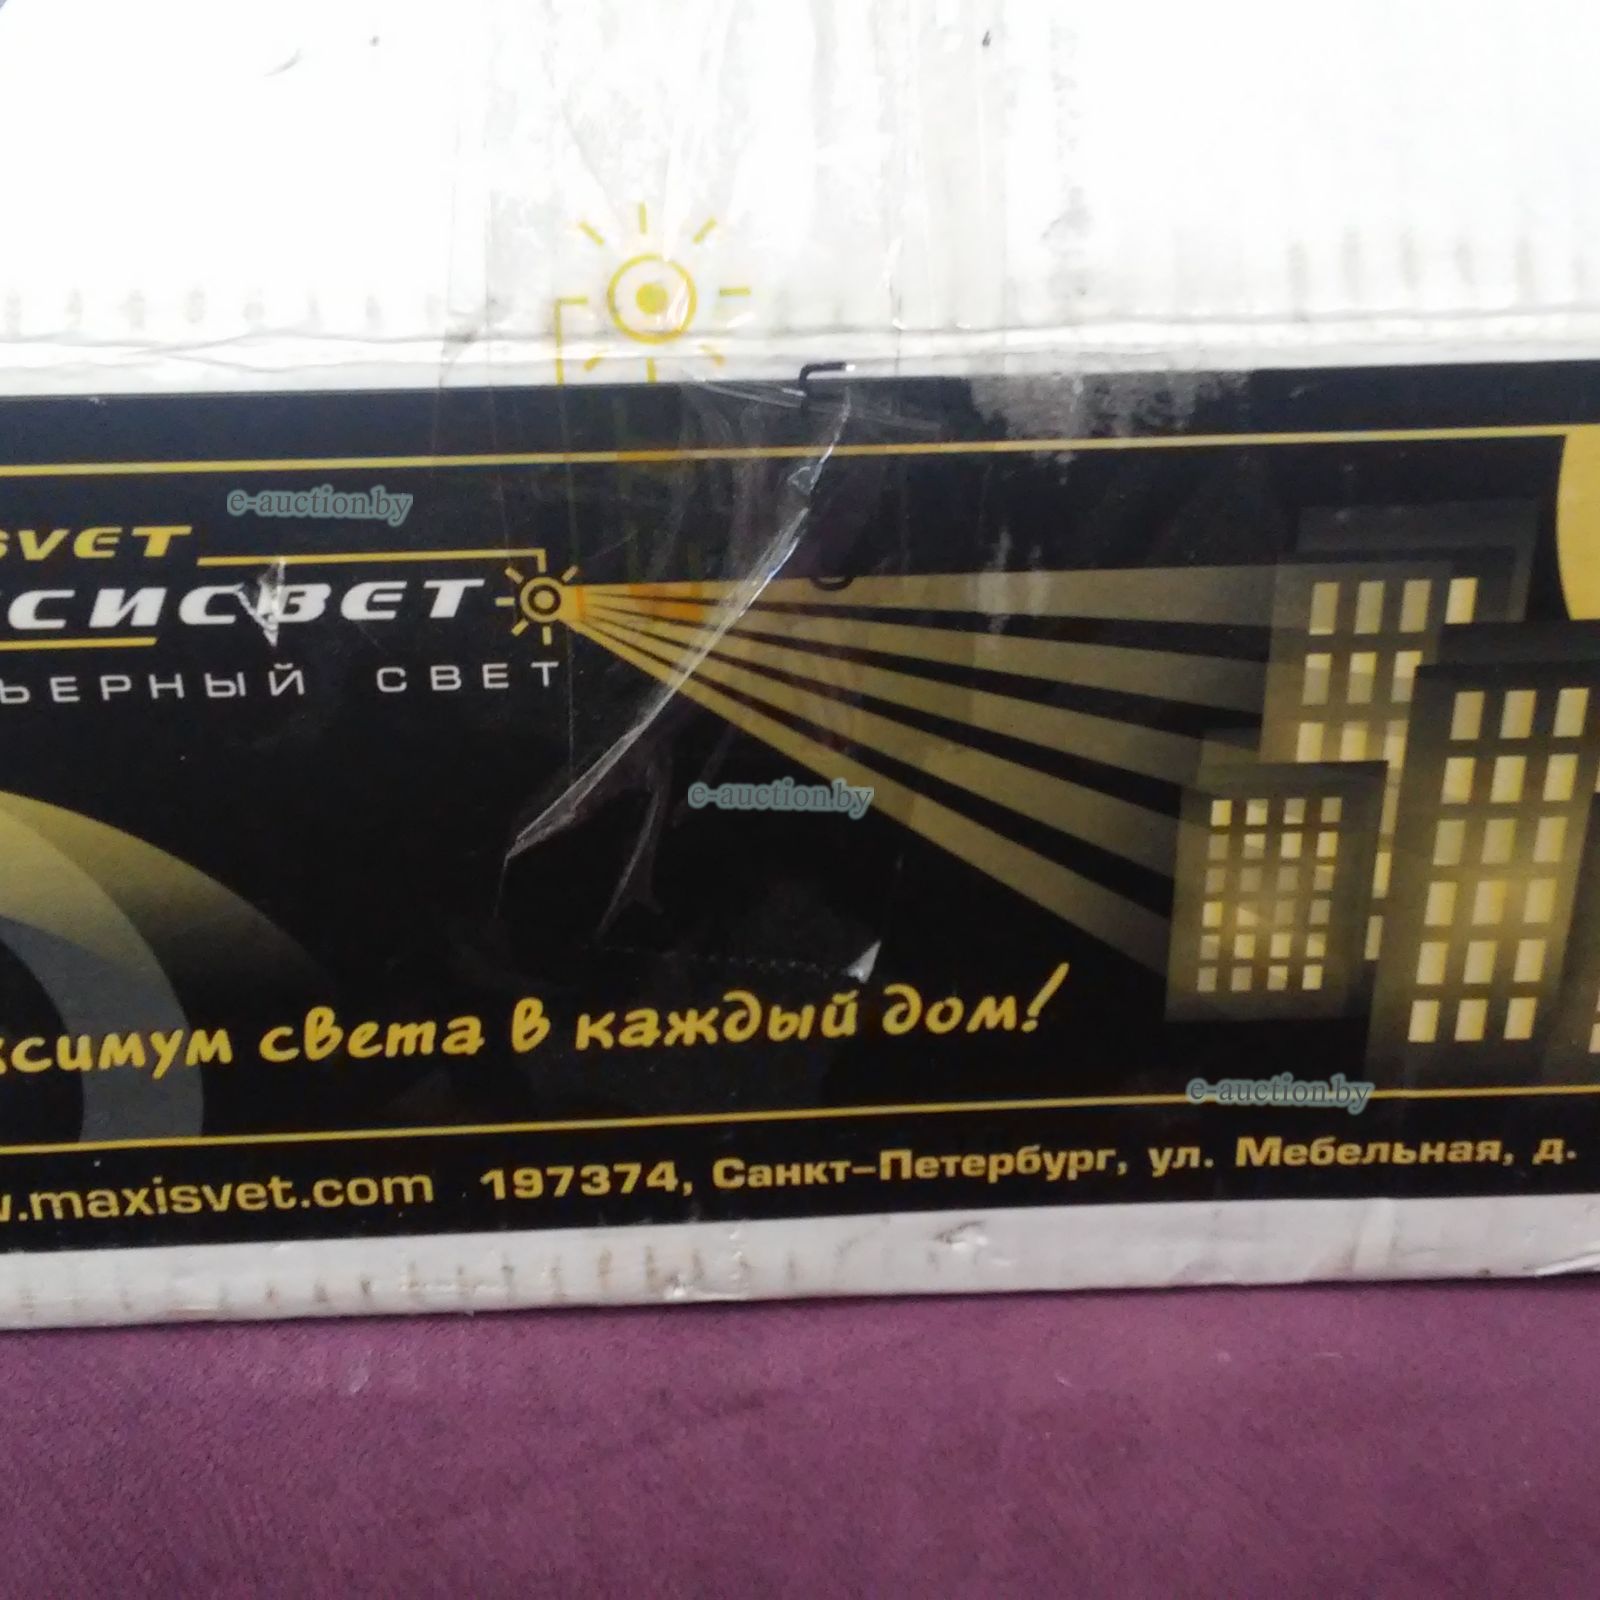 SVET
КСИСВЕТ
ЬЕРНЫЙ СВЕТ
ксимум света в каждый дом!
w.maxisvet.com 197374, Санкт-Петербург, ул. Мебельная, д.
e-auction.by
e-auction.by
e-auction.by